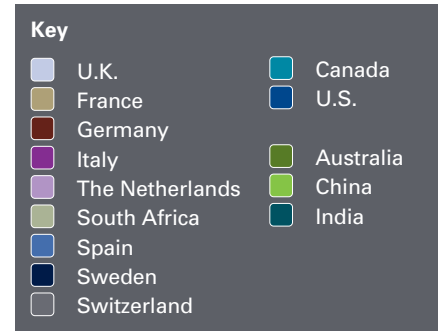 Key
U.K.
France
Germany
Italy
The Netherlands
South Africa
Spain
Sweden
Switzerland
Canada
U.S.
Australia
China
India